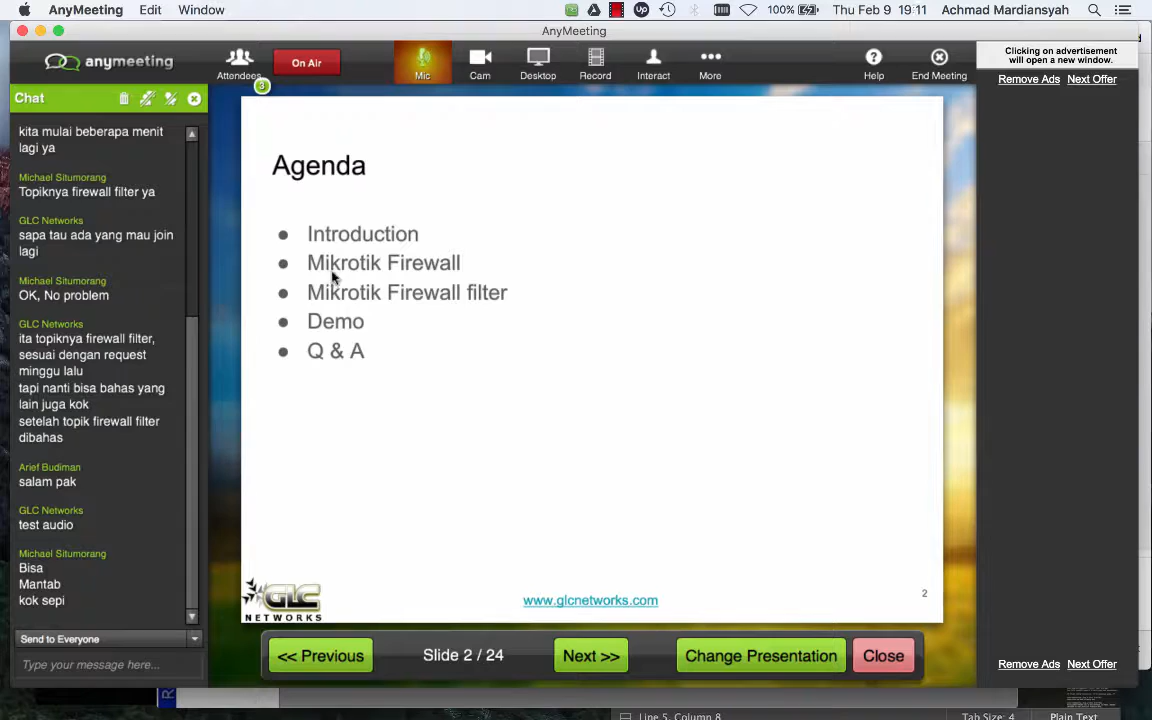 AnyMeeting Edit Window
100% Thu Feb 9 19:11 Achmad Mardiansyah
AnyMeeting
anymeeting
Attendees
3
On Air
Mic
Cam
Desktop
Record
Interact
More
Help
End Meeting
Clicking on advertisement
will open a new window.
Remove Ads Next Offer
Chat
kita mulai beberapa menit
lagi ya
Michael Situmorang
Topiknya firewall filter ya
GLC Networks
sapa tau ada yang mau join
lagi
Michael Situmorang
OK, No problem
GLC Networks
ita topiknya firewall filter,
sesuai dengan request
minggu lalu
tapi nanti bisa bahas yang
lain juga kok
setelah topik firewall filter
dibahas
Arief Budiman
salam pak
GLC Networks
test audio
Michael Situmorang
Bisa
Mantab
kok sepi
Send to Everyone
Type your message here...
Agenda
● Introduction
● Mikrotik Firewall
● Mikrotik Firewall filter
● Demo
● Q & A
GLC
NETWORKS
www.glcnetworks.com
2
<< Previous
Slide 2 / 24
Next >>
Change Presentation
Close
Remove Ads Next Offer
Line 5, Column 8
Tab Size: 4
Plain Text